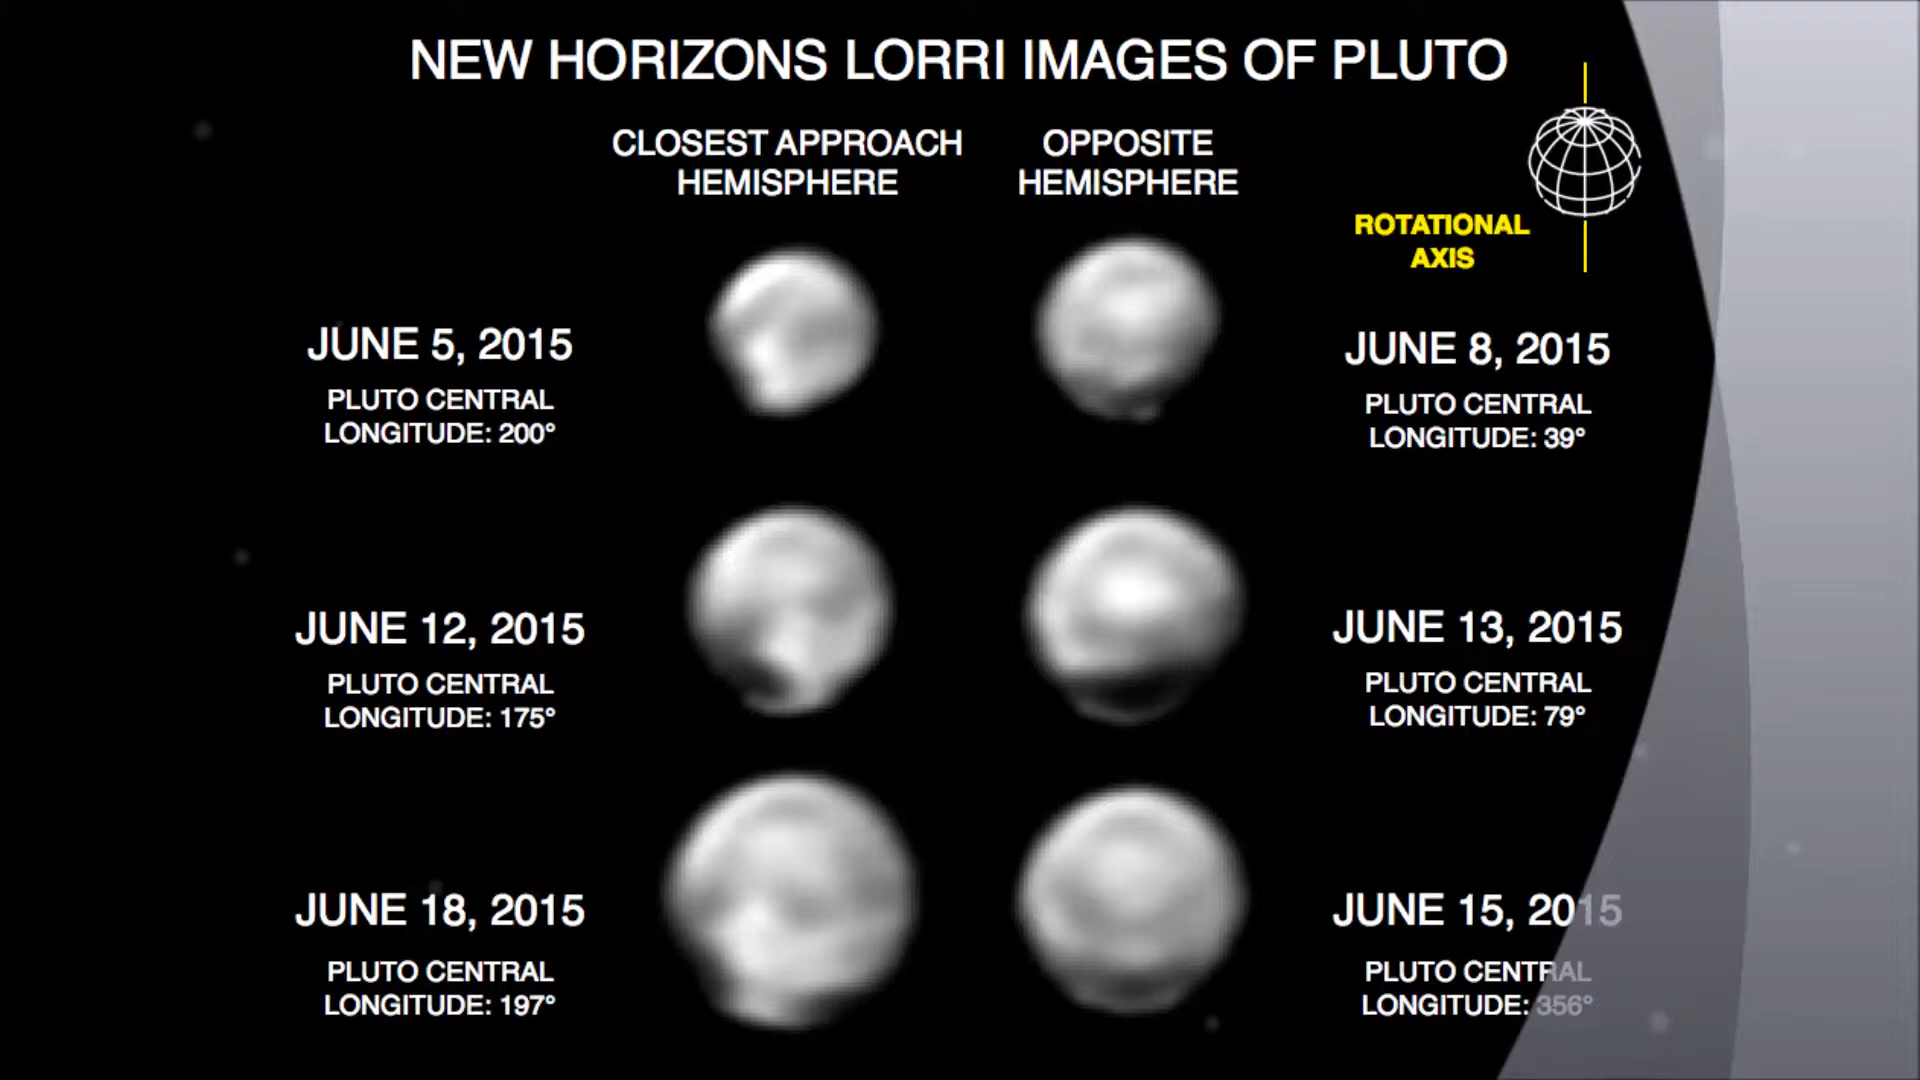 NEW HORIZONS LORRI IMAGES OF PLUTO
CLOSEST APPROACH
HEMISPHERE
OPPOSITE
HEMISPHERE
ROTATIONAL
AXIS
JUNE 5, 2015
PLUTO CENTRAL
LONGITUDE: 200°
JUNE 8, 2015
PLUTO CENTRAL
LONGITUDE: 39°
JUNE 12, 2015
PLUTO CENTRAL
LONGITUDE: 175°
JUNE 13, 2015
PLUTO CENTRAL
LONGITUDE: 79°
JUNE 18, 2015
PLUTO CENTRAL
LONGITUDE: 197°
JUNE 15, 2015
PLUTO CENTRAL
LONGITUDE: 356°